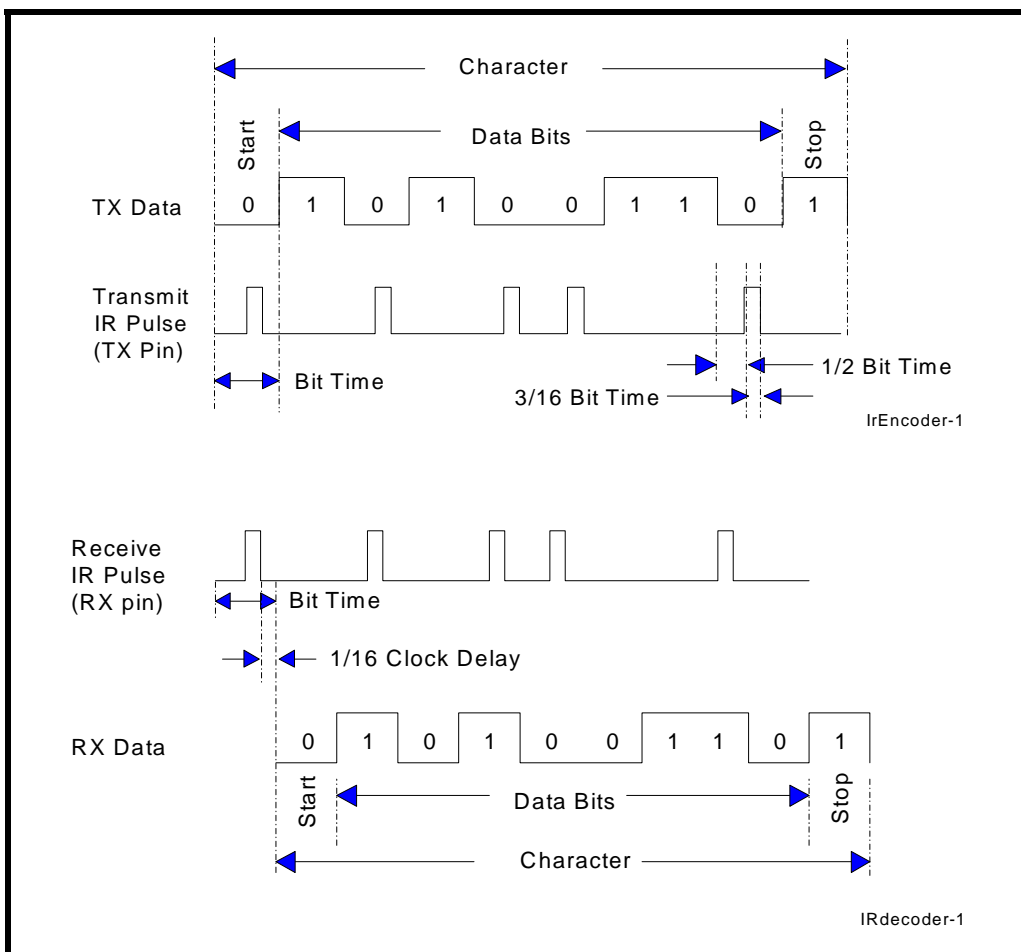 Character
Start
Data Bits
Stop
TX Data
0 1 0 1 0 0 1 1 0 1
Transmit
IR Pulse
(TX Pin)
Bit Time
1/2 Bit Time
3/16 Bit Time
IrEncoder-1
Receive
IR Pulse
(RX pin)
Bit Time
1/16 Clock Delay
RX Data
0 1 0 1 0 0 1 1 0 1
Start
Data Bits
Stop
Character
IRdecoder-1